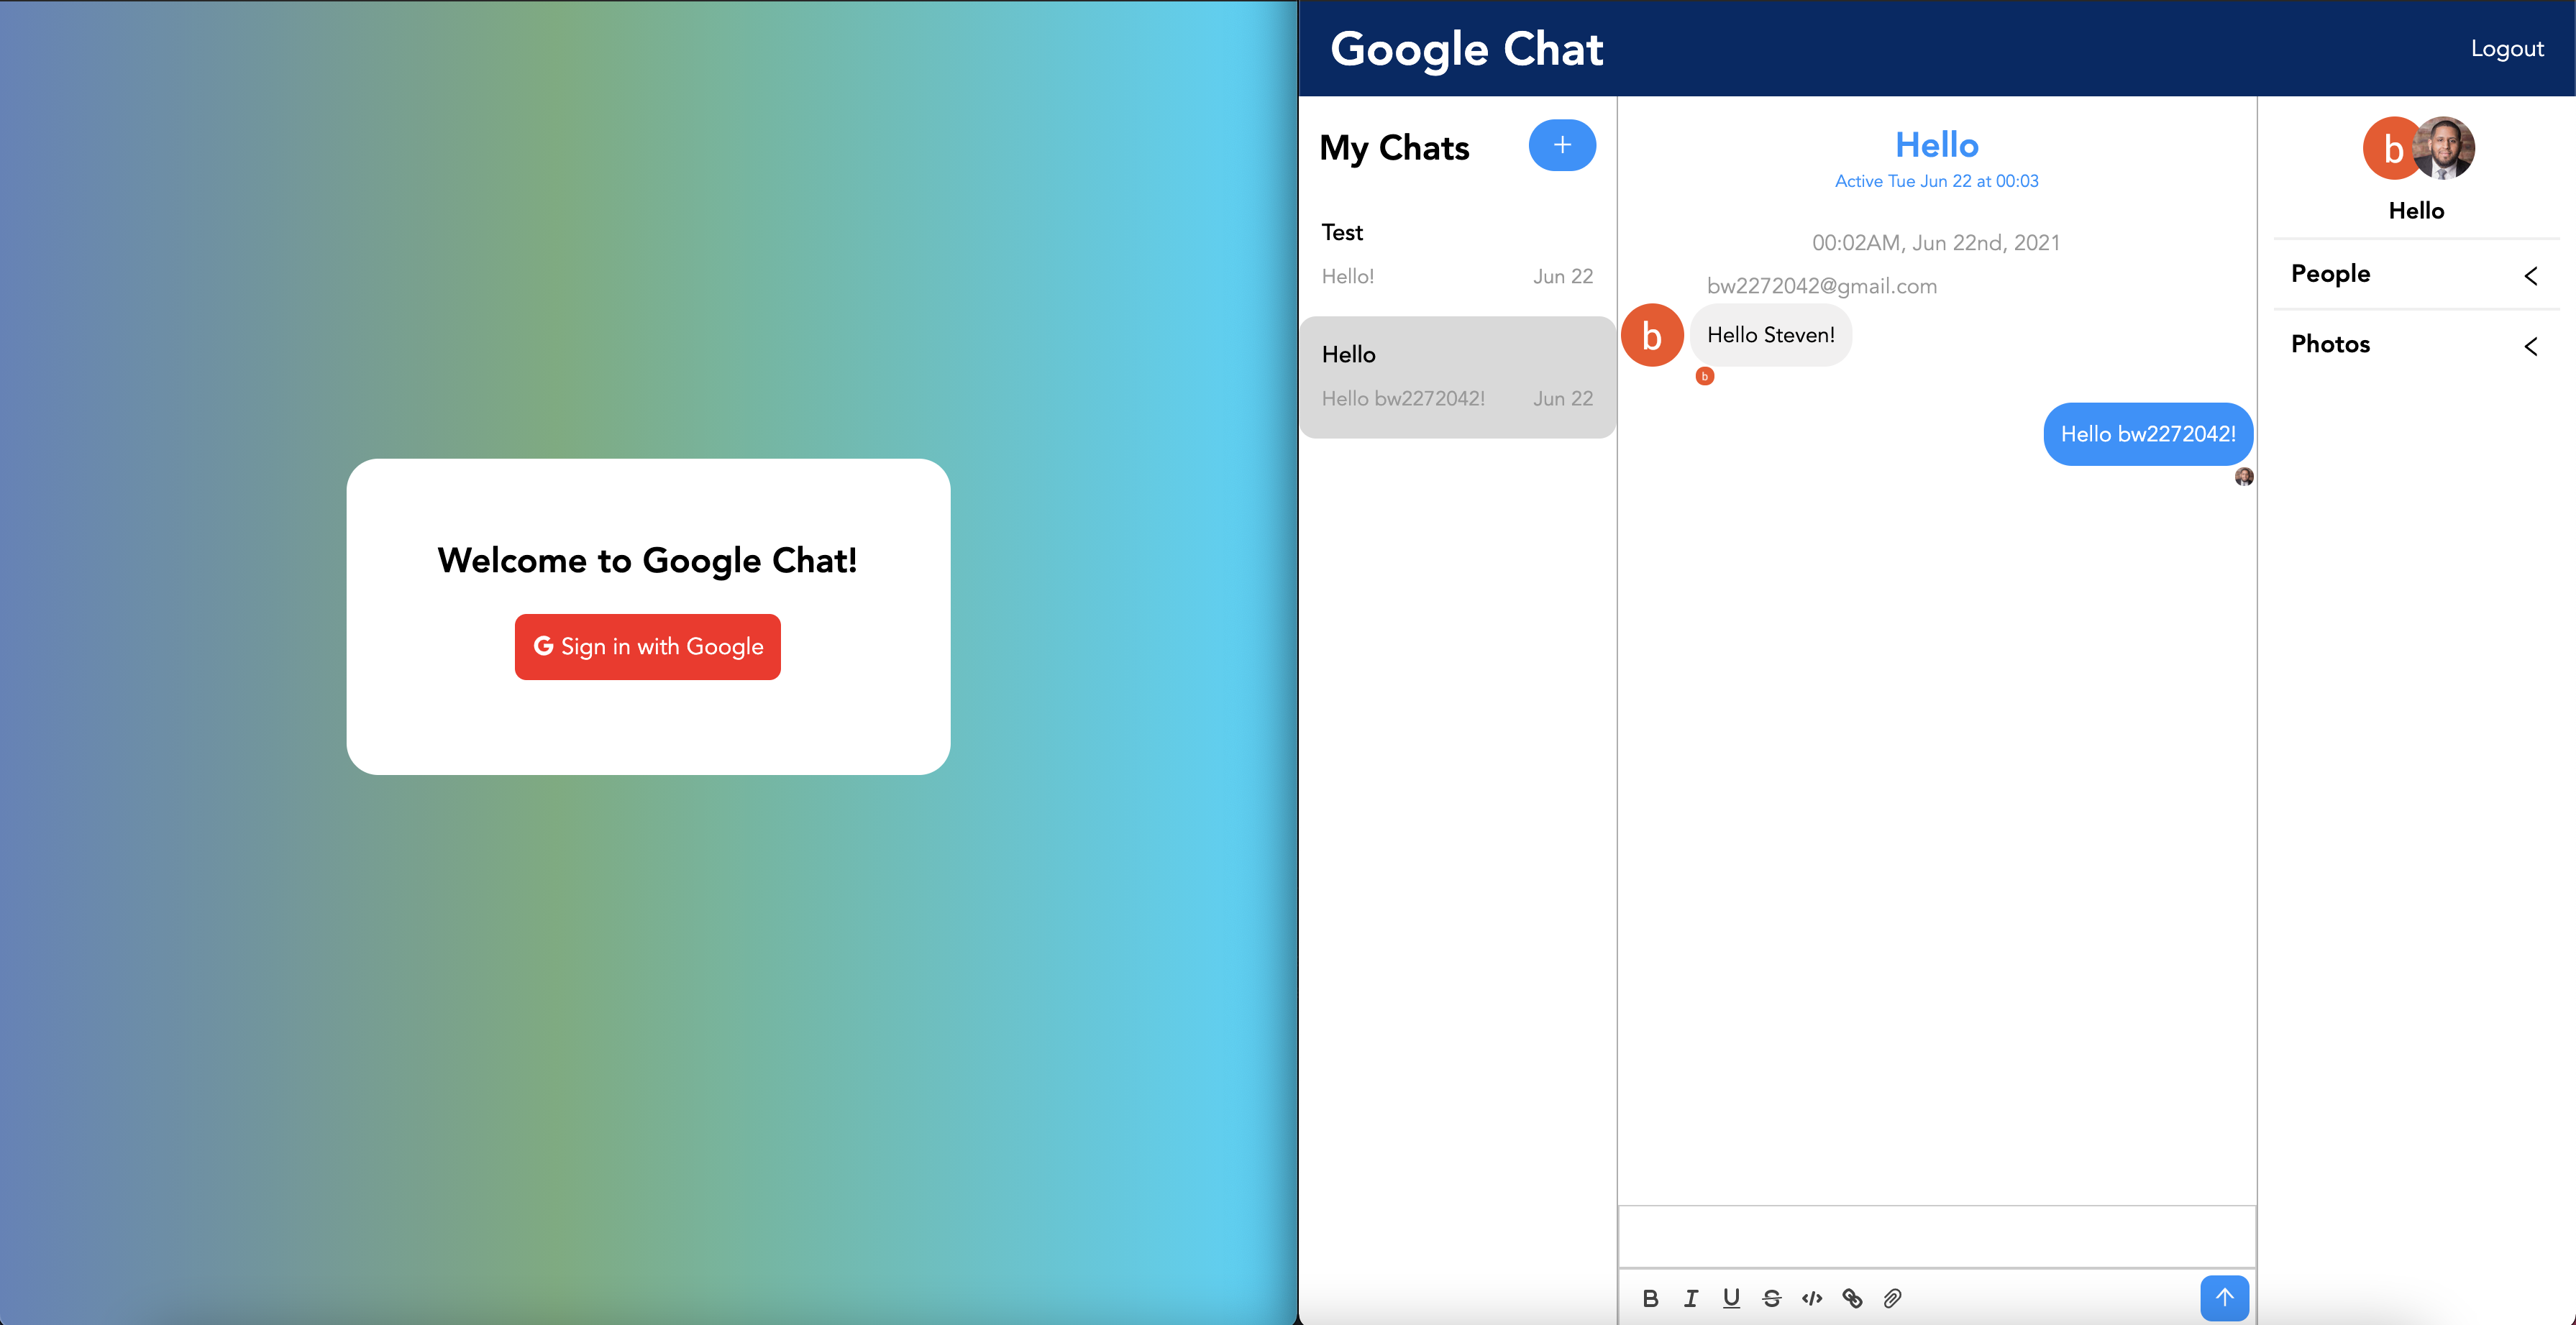 Welcome to Google Chat!
G Sign in with Google
Google Chat
Logout
My Chats
+
Test
Hello!
Jun 22
Hello
Hello bw2272042!
Jun 22
Hello
Active Tue Jun 22 at 00:03
00:02AM, Jun 22nd, 2021
bw2272042@gmail.com
b
Hello Steven!
b
Hello bw2272042!
B I U S </>
b
Hello
People <
Photos <